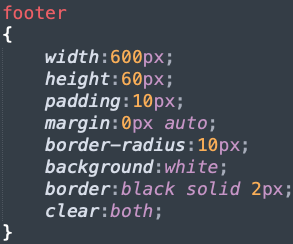 footer
{
    width:600px;
    height:60px;
    padding:10px;
    margin:0px auto;
    border-radius:10px;
    background:white;
    border:black solid 2px;
    clear:both;
}